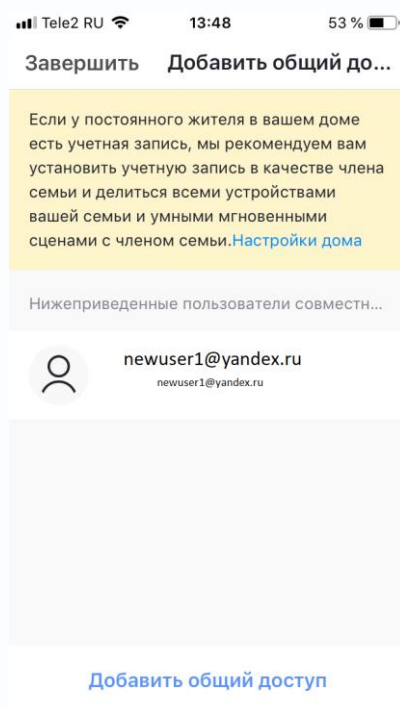 Tele2 RU 13:48 53 %
Завершить Добавить общий до...
Если у постоянного жителя в вашем доме
есть учетная запись, мы рекомендуем вам
установить учетную запись в качестве члена
семьи и делиться всеми устройствами
вашей семьи и умными мгновенными
сценами с членом семьи.Настройки дома
Нижеприведенные пользователи совместн...
newuser1@yandex.ru
newuser1@yandex.ru
Добавить общий доступ